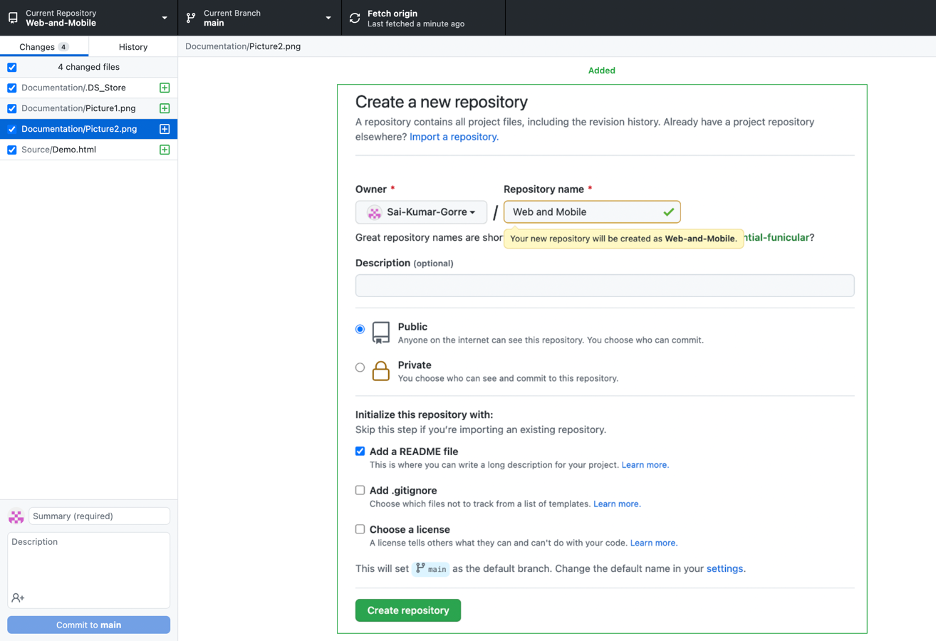 Current Repository
Web-and-Mobile
Current Branch
main
Fetch origin
Last fetched a minute ago
Changes 4
History
Documentation/Picture2.png
4 changed files
Documentation/.DS_Store
Documentation/Picture1.png
Documentation/Picture2.png
Source/Demo.html
Summary (required)
Description
Commit to main
Added
Create a new repository
A repository contains all project files, including the revision history. Already have a project repository
elsewhere? Import a repository.
Owner *
Repository name *
Sai-Kumar-Gorre
/
Web and Mobile
Great repository names are shor
Your new repository will be created as Web-and-Mobile.
ntial-funicular?
Description (optional)
Public
Anyone on the internet can see this repository. You choose who can commit.
Private
You choose who can see and commit to this repository.
Initialize this repository with:
Skip this step if you're importing an existing repository.
Add a README file
This is where you can write a long description for your project. Learn more.
Add .gitignore
Choose which files not to track from a list of templates. Learn more.
Choose a license
A license tells others what they can and can't do with your code. Learn more.
This will set main as the default branch. Change the default name in your settings.
Create repository